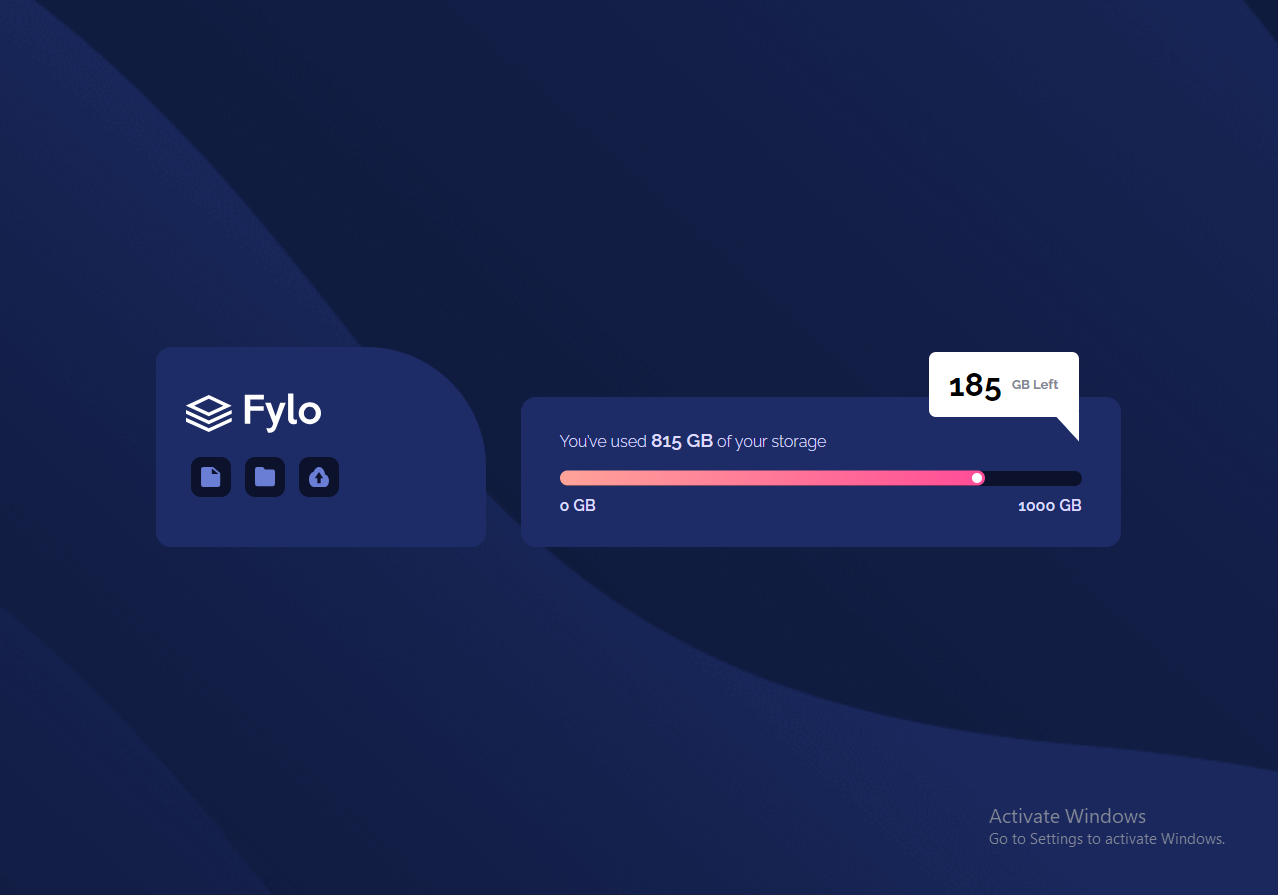 Fylo
185 GB Left
You've used 815 GB of your storage
0 GB 1000 GB
Activate Windows
Go to Settings to activate Windows.